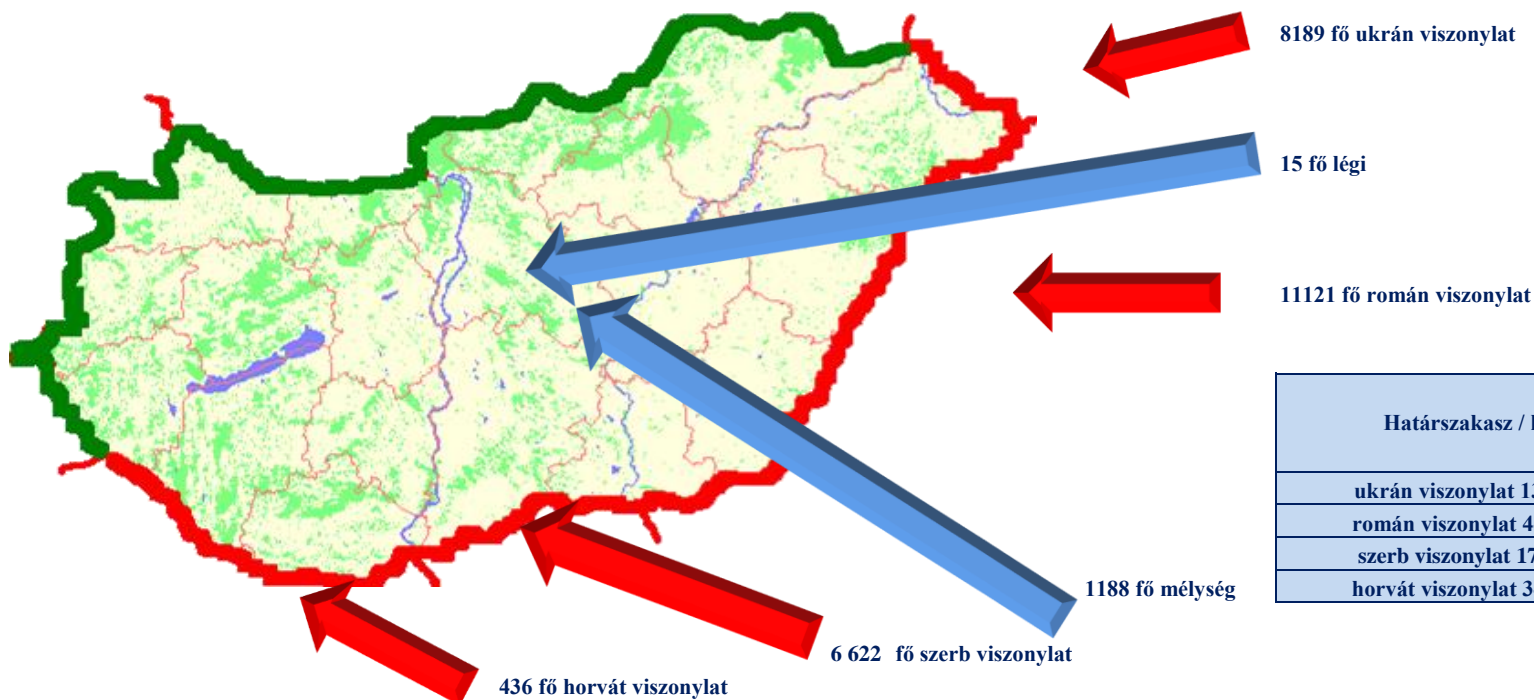 8189 fő ukrán viszonylat
15 fő légi
11121 fő román viszonylat
Határszakasz /
ukrán viszonylat
román viszonylat
szerb viszonylat
horvát viszonylat
1188 fő mélység
6 622 fő szerb viszonylat
436 fő horvát viszonylat